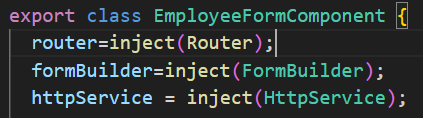 export class EmployeeFormComponent {
router=inject(Router);
formBuilder=inject(FormBuilder);
httpService = inject(HttpService);